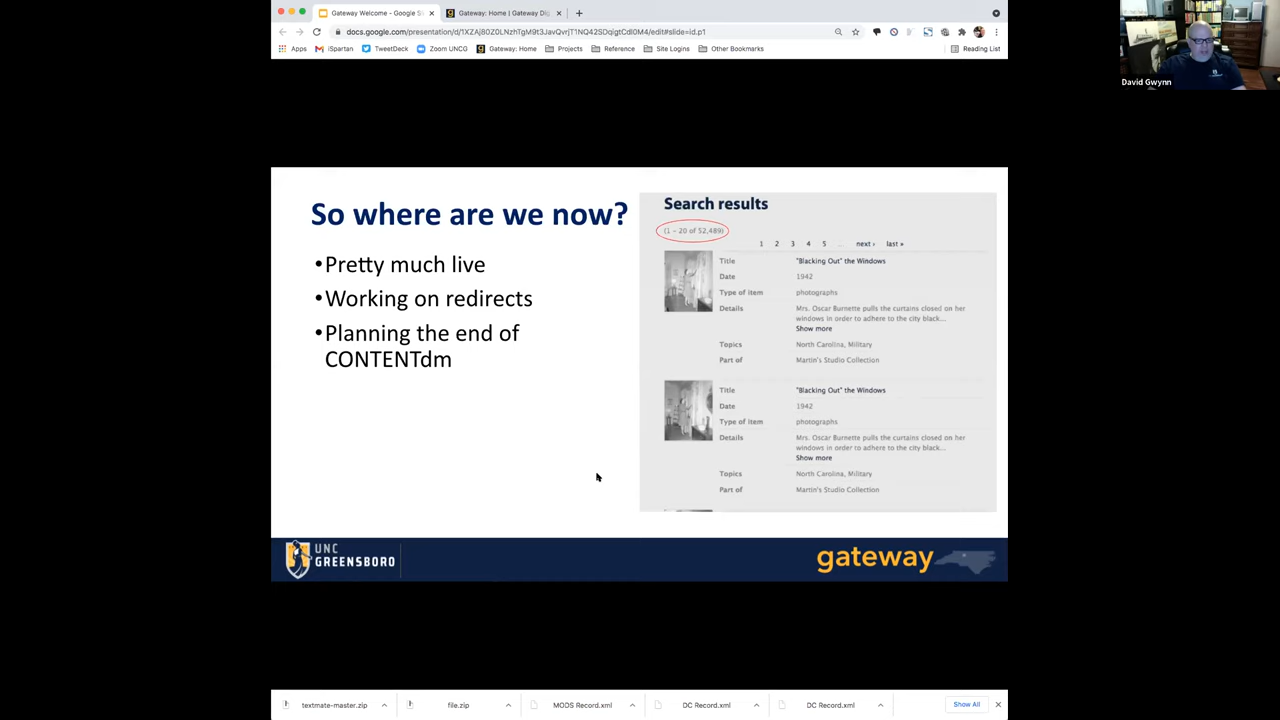 Gateway Welcome - Google S
Gateway: Home | Gateway Dig
Apps
iSpartan
TweetDeck
Zoom UNCG
Gateway: Home
Projects
Reference
Site Logins
Other Bookmarks
Reading List
David Gwynn
So where are we now?
•Pretty much live
•Working on redirects
•Planning the end of
CONTENTdm
Search results
(1 - 20 of 52,489)
1 2 3 4 5 ... next › last »
Title "Blacking Out" the Windows
Date 1942
Type of item photographs
Details Mrs. Oscar Burnette pulls the curtains closed on her
windows in order to adhere to the city black...
Show more
Topics North Carolina, Military
Part of Martin's Studio Collection
Title "Blacking Out" the Windows
Date 1942
Type of item photographs
Details Mrs. Oscar Burnette pulls the curtains closed on her
windows in order to adhere to the city black...
Show more
Topics North Carolina, Military
Part of Martin's Studio Collection
UNC
GREENSBORO
gateway
textmate-master.zip
file.zip
MODS Record.xml
DC Record.xml
DC Record.xml
Show All